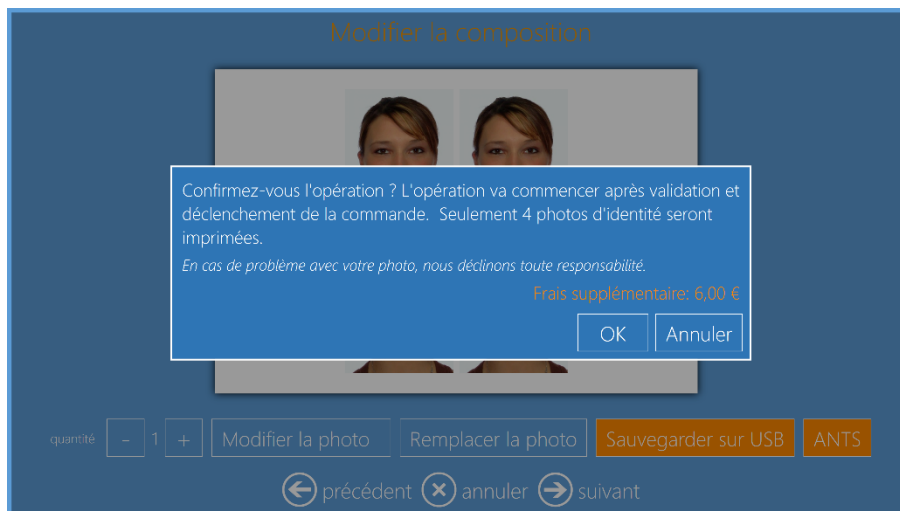 Modifier la composition
Confirmez-vous l'opération ? L'opération va commencer après validation et
déclenchement de la commande.  Seulement 4 photos d'identité seront
imprimées.
En cas de problème avec votre photo, nous déclinons toute responsabilité.
Frais supplémentaire: 6,00 €
OK Annuler
quantité - 1 + Modifier la photo Remplacer la photo Sauvegarder sur USB ANTS
précédent annuler suivant